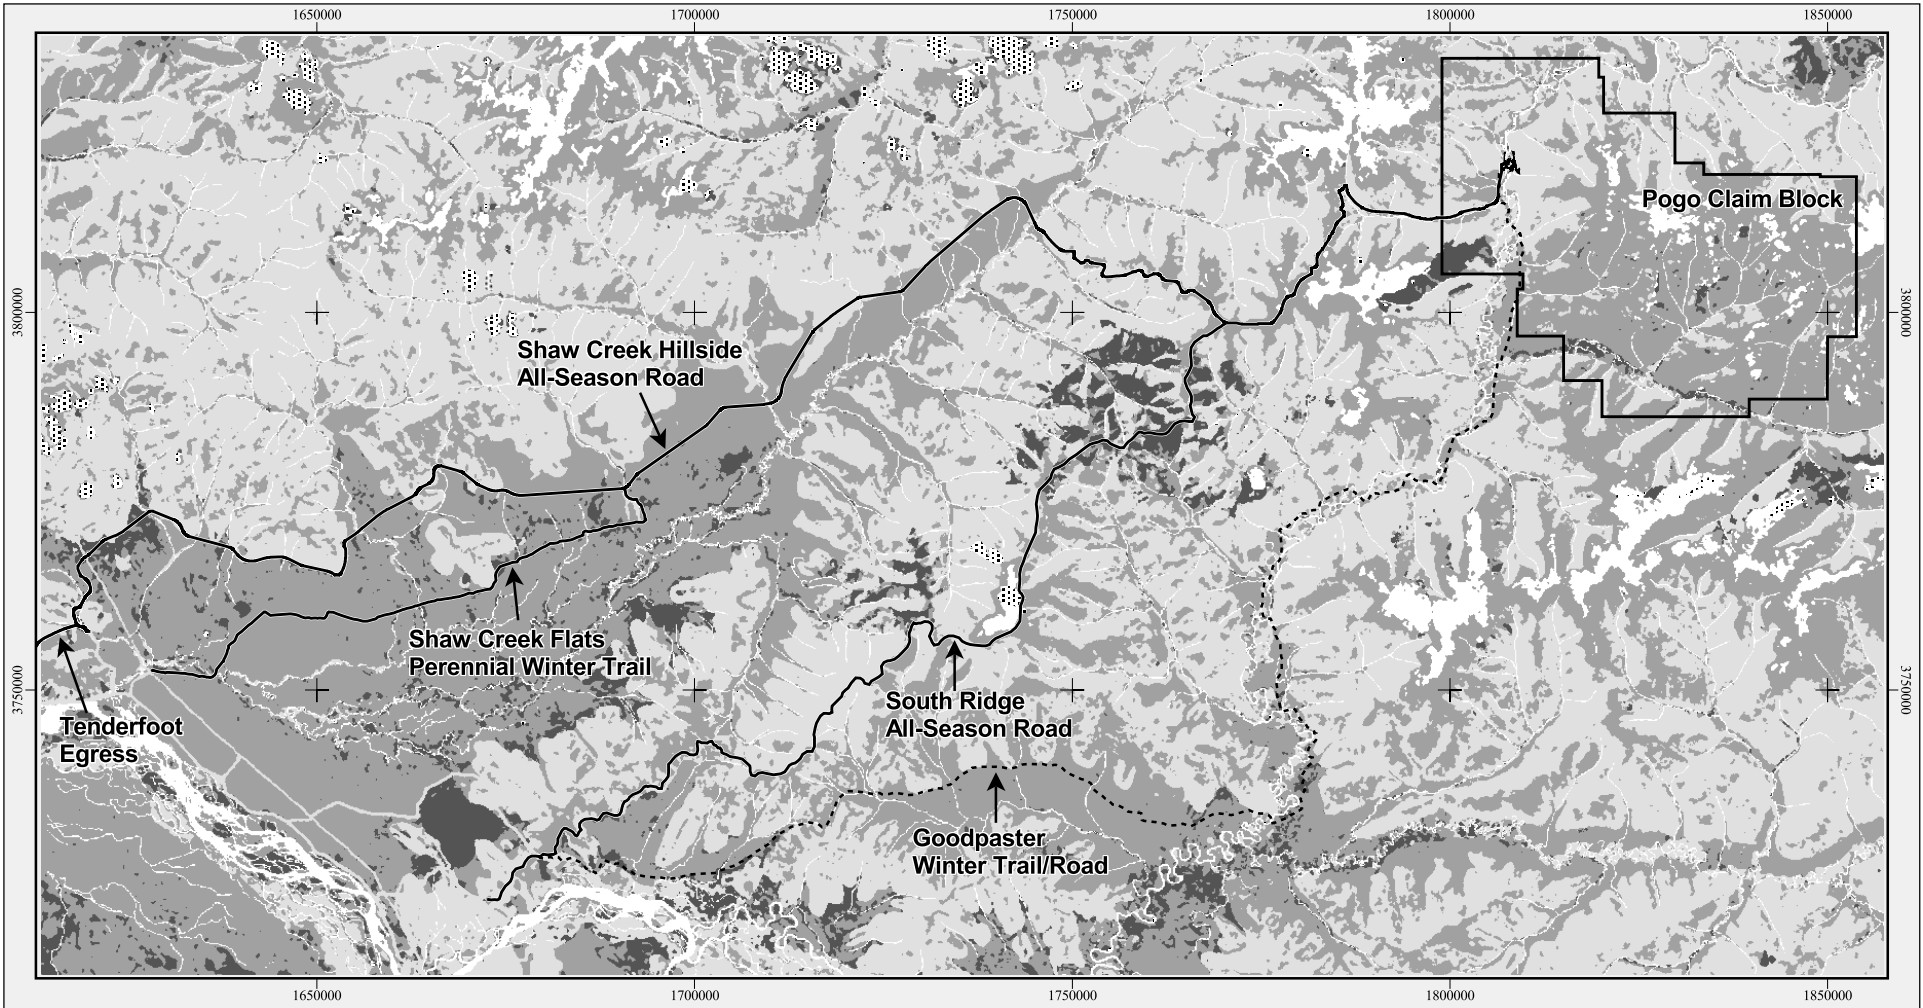 1650000
1700000
1750000
1800000
1850000
Pogo Claim Block
3800000
3800000
Shaw Creek Hillside
All-Season Road
Shaw Creek Flats
Perennial Winter Trail
South Ridge
All-Season Road
3750000
3750000
Tenderfoot
Egress
Goodpaster
Winter Trail/Road
1650000
1700000
1750000
1800000
1850000